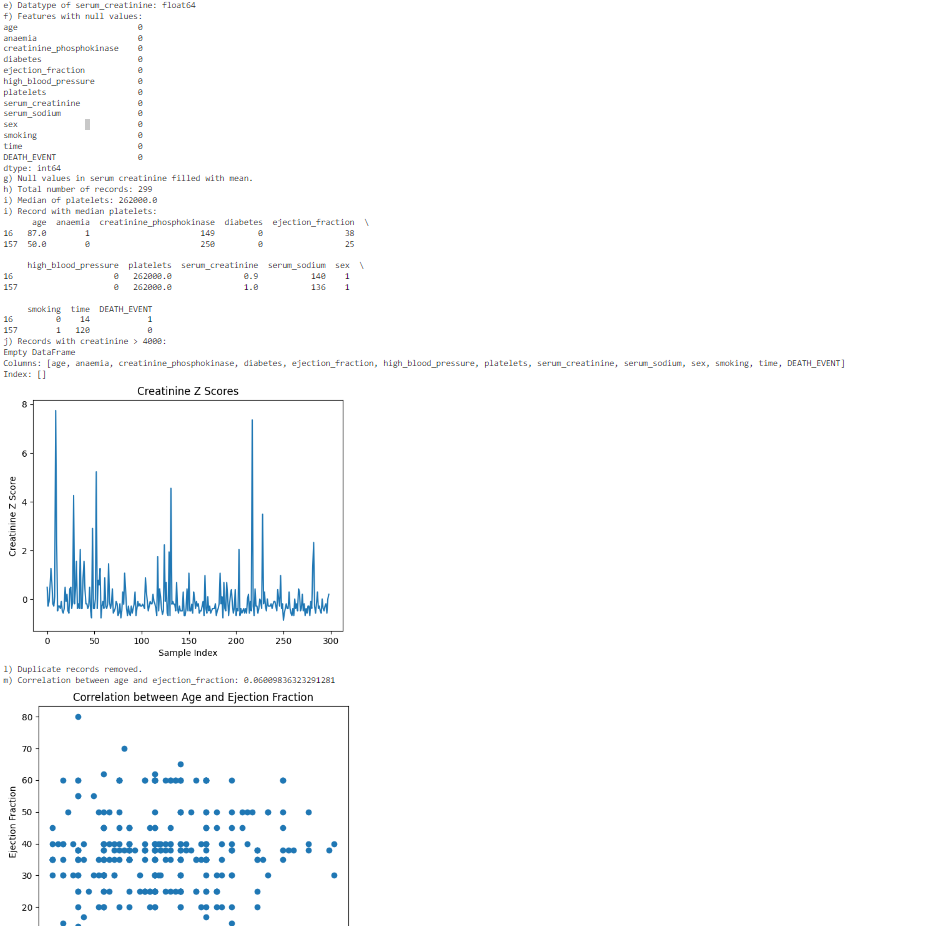 e) Datatype of serum_creatinine: float64
f) Features with null values:
age 0
anaemia 0
creatinine_phosphokinase 0
diabetes 0
ejection_fraction 0
high_blood_pressure 0
platelets 0
serum_creatinine 0
serum_sodium 0
sex 0
smoking 0
time 0
DEATH_EVENT 0
dtype: int64
g) Null values in serum creatinine filled with mean.
h) Total number of records: 299
i) Median of platelets: 262000.0
i) Record with median platelets:
age anaemia creatinine_phosphokinase diabetes ejection_fraction \
16 87.0 1 149 0 38
157 50.0 0 250 0 25
high_blood_pressure platelets serum_creatinine serum_sodium sex \
16 0 262000.0 0.9 140 1
157 0 262000.0 1.0 136 1
smoking time DEATH_EVENT
16 0 14 1
157 1 120 0
j) Records with creatinine > 4000:
Empty DataFrame
Columns: [age, anaemia, creatinine_phosphokinase, diabetes, ejection_fraction, high_blood_pressure, platelets, serum_creatinine, serum_sodium, sex, smoking, time, DEATH_EVENT]
Index: []
Creatinine Z Scores
8
6
4
2
0
Creatinine Z Score
0 50 100 150 200 250 300
Sample Index
l) Duplicate records removed.
m) Correlation between age and ejection_fraction: 0.06009836323291281
Correlation between Age and Ejection Fraction
80
70
60
50
40
30
20
Ejection Fraction